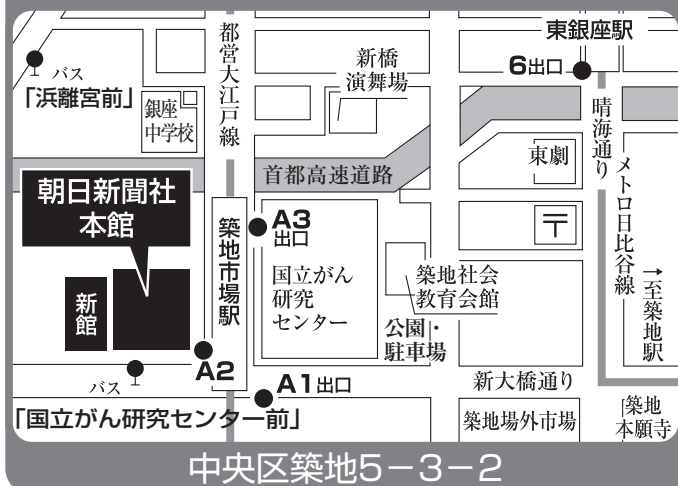 東銀座駅
6出口
都営大江戸線
新橋
演舞場
バス
「浜離宮前」
銀座
中学校
晴海通り
東劇
首都高速道路
メトロ日比谷線
朝日新聞社
本館
築地市場駅
A3
出口
〒
国立がん
研究
センター
築地社会
教育会館
→至築地駅
新館
公園・
駐車場
A2
バス
A1出口
新大橋通り
「国立がん研究センター前」
築地場外市場
築地
本願寺
中央区築地5−3−2